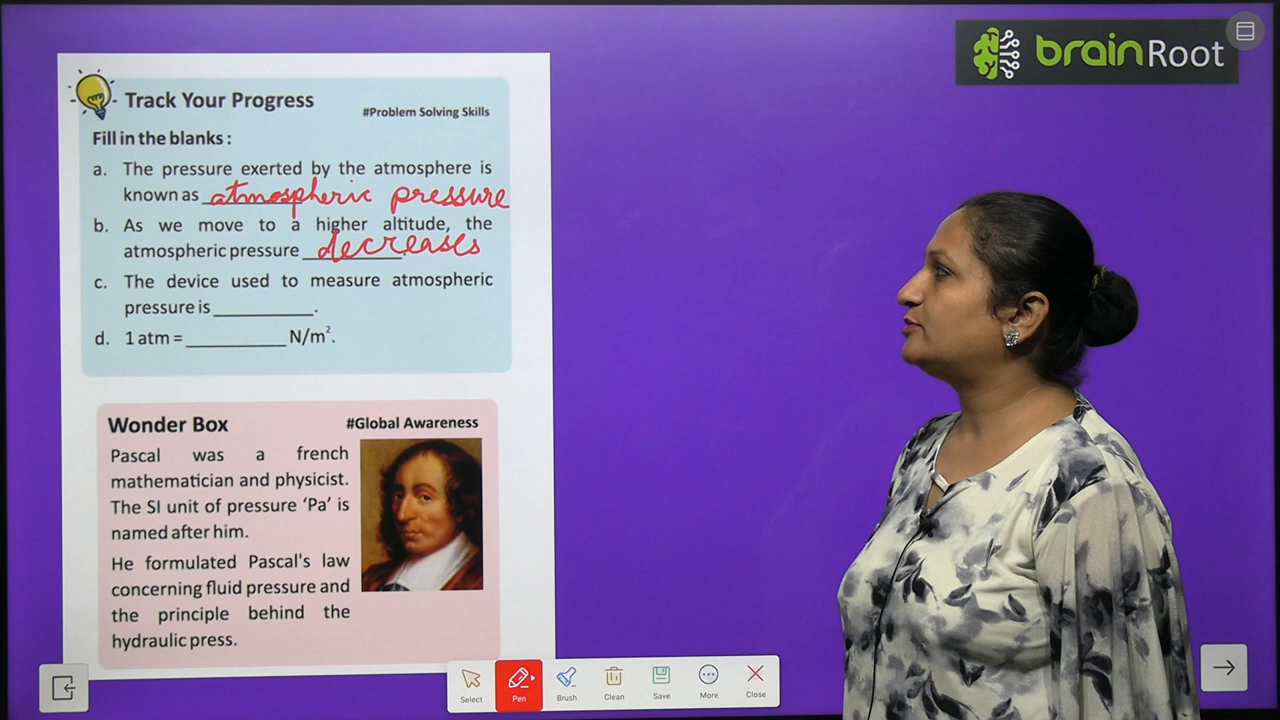 brainRoot
Track Your Progress
#Problem Solving Skills
Fill in the blanks :
a. The pressure exerted by the atmosphere is
known as atmospheric pressure
b. As we move to a higher altitude, the
atmospheric pressure decreases
c. The device used to measure atmospheric
pressure is __________.
d. 1 atm = __________ N/m².
Wonder Box
#Global Awareness
Pascal was a french
mathematician and physicist.
The SI unit of pressure ‘Pa’ is
named after him.
He formulated Pascal's law
concerning fluid pressure and
the principle behind the
hydraulic press.
Select
Pen
Brush
Clean
Save
More
Close